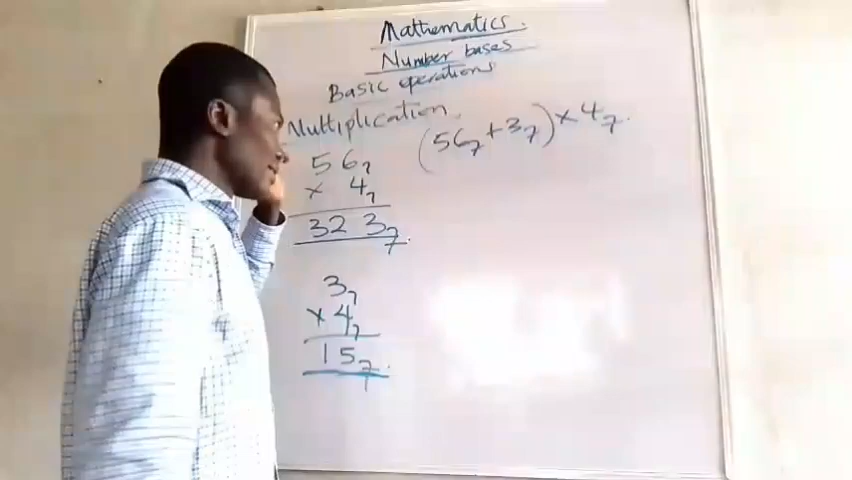 Mathematics.
Number bases
Basic operations
Multiplication.
56₇
× 4₇
323₇.
3₇
× 4₇
15₇.
(56₇ + 3₇) × 4₇.